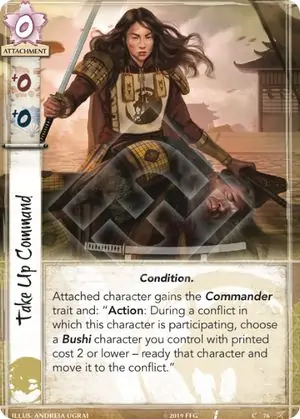 0
ATTACHMENT
+0
+0
Take Up Command
Condition.
Attached character gains the Commander
trait and: “Action: During a conflict in
which this character is participating, choose
a Bushi character you control with printed
cost 2 or lower – ready that character and
move it to the conflict.”
ILLUS. ANDREIA UGRAI
©2019 FFG
76